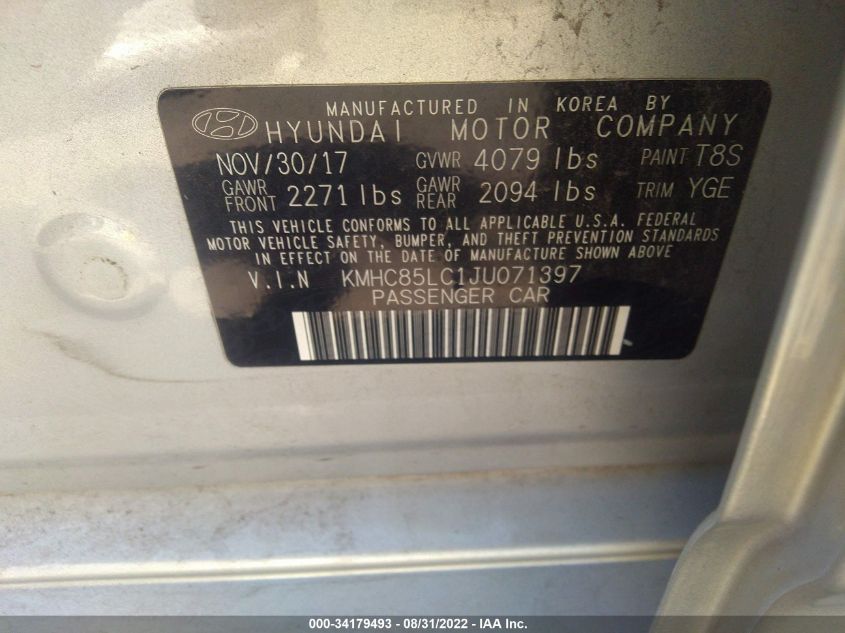 MANUFACTURED IN KOREA BY
HYUNDAI MOTOR COMPANY
NOV/30/17 GVWR 4079 lbs PAINT T8S
GAWR FRONT 2271 lbs GAWR REAR 2094 lbs TRIM YGE
THIS VEHICLE CONFORMS TO ALL APPLICABLE U.S.A. FEDERAL
MOTOR VEHICLE SAFETY, BUMPER, AND THEFT PREVENTION STANDARDS
IN EFFECT ON THE DATE OF MANUFACTURE SHOWN ABOVE
V.I.N KMHC85LC1JU071397
PASSENGER CAR
000-34179493 - 08/31/2022 - IAA Inc.